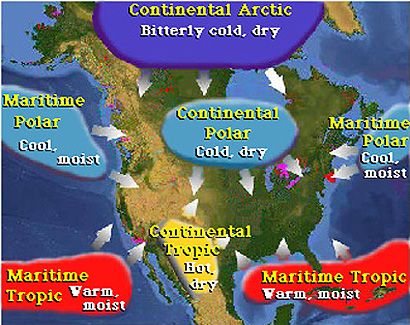 Continental Arctic
Bitterly cold, dry
Maritime
Polar
Cool,
moist
Continental
Polar
Cold, dry
Maritime
Polar
Cool,
moist
Continental
Tropic
Hot,
dry
Maritime
Tropic Warm,
moist
Maritime Tropic
Warm, moist